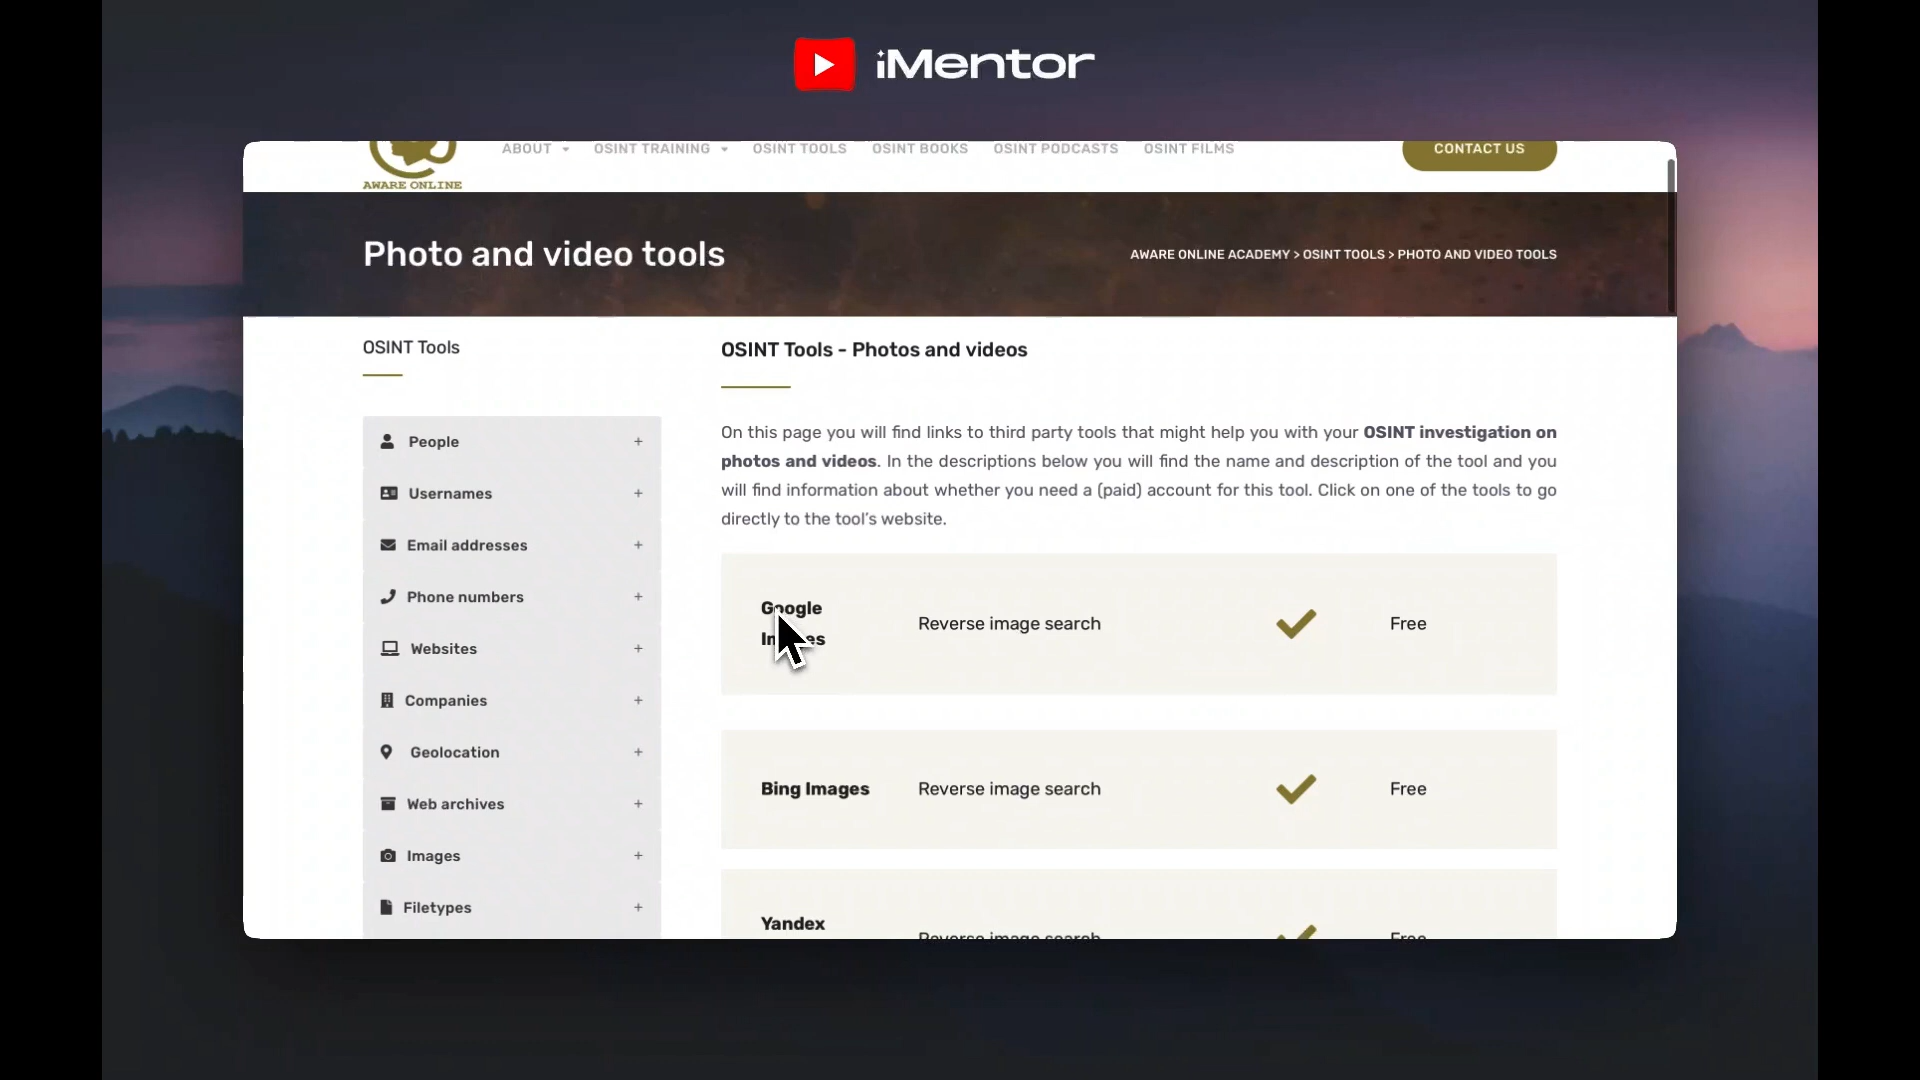 iMentor
ABOUT
OSINT TRAINING
OSINT TOOLS
OSINT BOOKS
OSINT PODCASTS
OSINT FILMS
CONTACT US
AWARE ONLINE
Photo and video tools
AWARE ONLINE ACADEMY > OSINT TOOLS > PHOTO AND VIDEO TOOLS
OSINT Tools
People +
Usernames +
Email addresses +
Phone numbers +
Websites +
Companies +
Geolocation +
Web archives +
Images +
Filetypes +
OSINT Tools - Photos and videos
On this page you will find links to third party tools that might help you with your OSINT investigation on
photos and videos. In the descriptions below you will find the name and description of the tool and you
will find information about whether you need a (paid) account for this tool. Click on one of the tools to go
directly to the tool's website.
Google
Images
Reverse image search
Free
Bing Images
Reverse image search
Free
Yandex
Reverse image search
Free